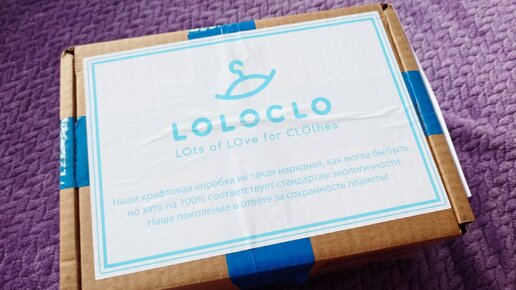 LOLOCLO
LOts of LOve for CLOthes
Наша крафтовая коробка не такая нарядная, как могла бы быть,
но зато на 100% соответствует стандартам экологичности.
Наше поколение в ответе за сохранность планеты!